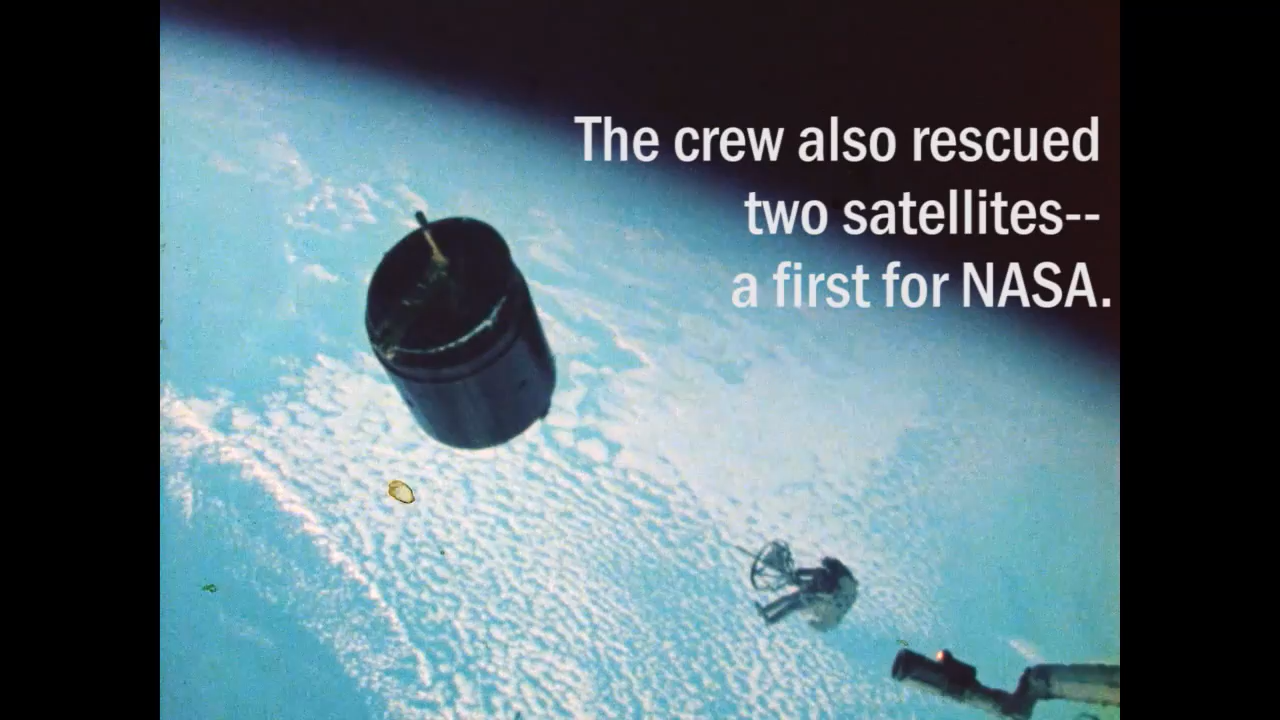 The crew also rescued
two satellites--
a first for NASA.